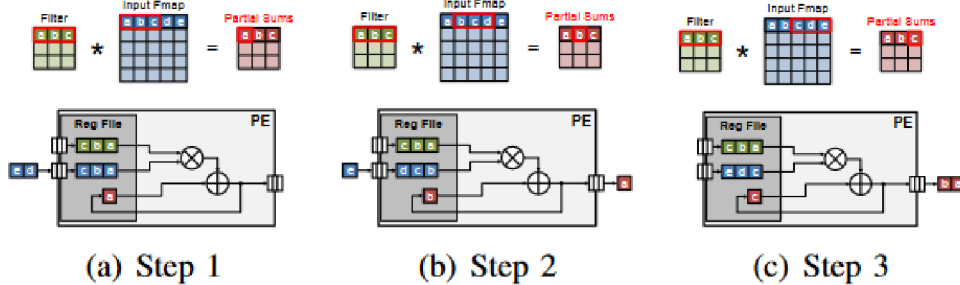 Filter Input Fmap Partial Sums
a b c * a b c d e = a b c
PE
Reg File
c b a
e d c b a
a
(a) Step 1
Filter Input Fmap Partial Sums
a b c * a b c d e = a b c
PE
Reg File
c b a
e d c b
b a
(b) Step 2
Filter Input Fmap Partial Sums
a b c * a b c d e = a b c
PE
Reg File
c b a
e d c
c b a
(c) Step 3